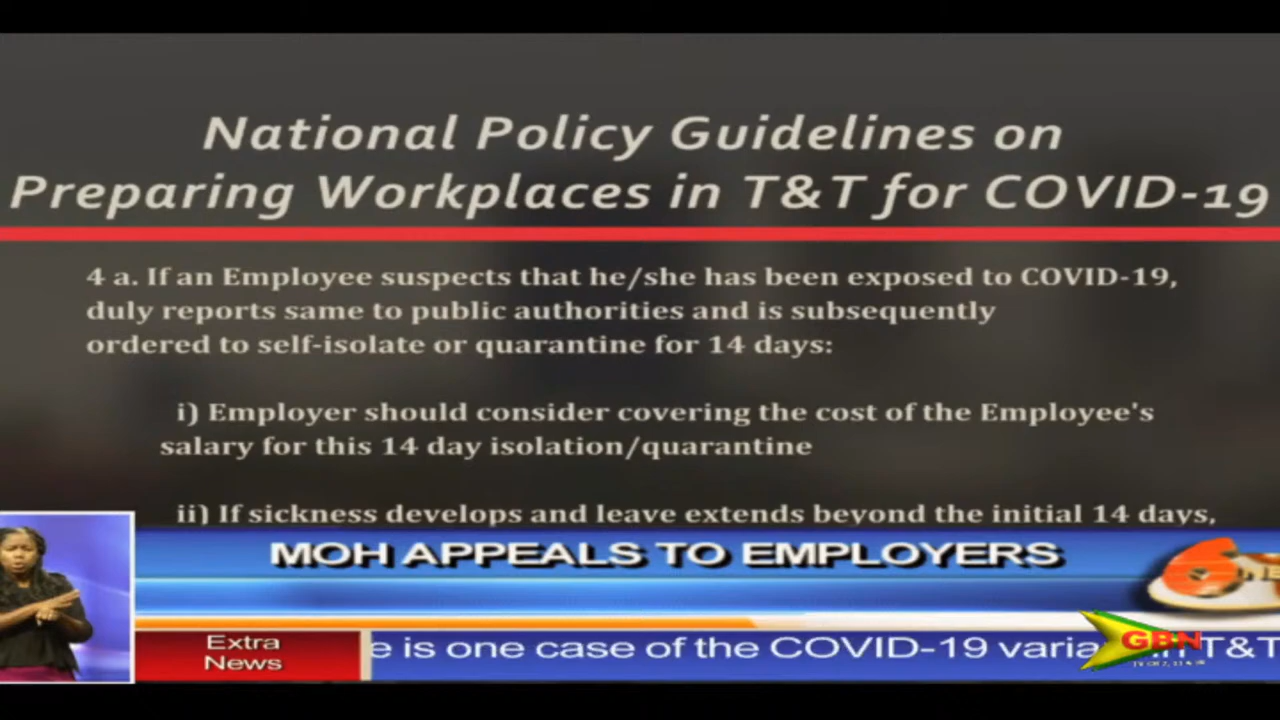 National Policy Guidelines on
Preparing Workplaces in T&T for COVID-19
4 a. If an Employee suspects that he/she has been exposed to COVID-19,
duly reports same to public authorities and is subsequently
ordered to self-isolate or quarantine for 14 days:
i) Employer should consider covering the cost of the Employee's
salary for this 14 day isolation/quarantine
ii) If sickness develops and leave extends beyond the initial 14 days,
MOH APPEALS TO EMPLOYERS
Extra
News
e is one case of the COVID-19 varia
T&T
GBN